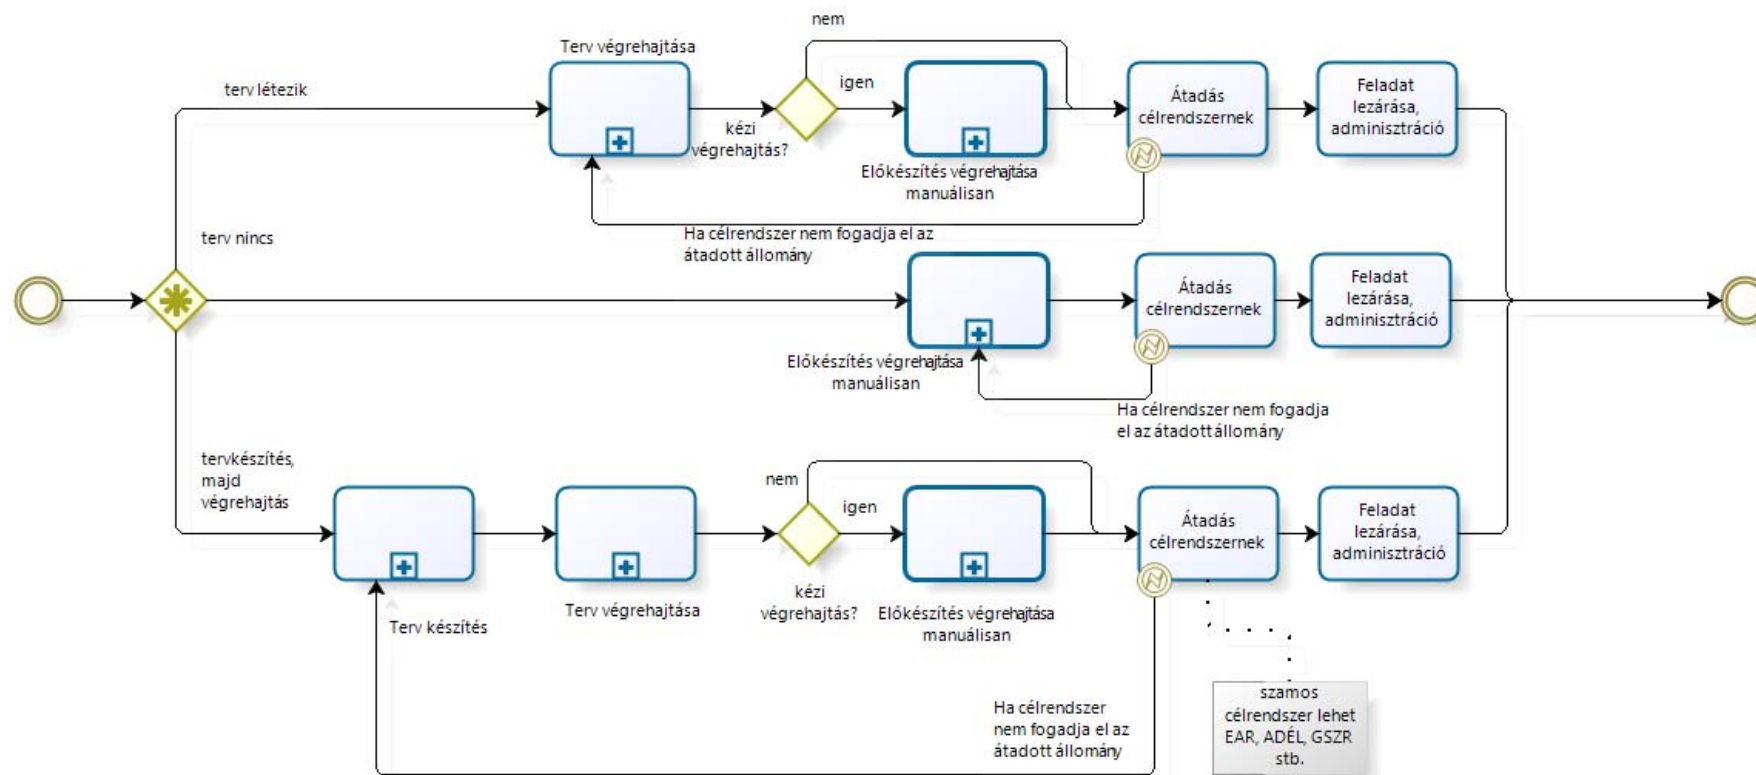 nem
Terv végrehajtása
terv létezik
igen
Átadás
célrendszernek
Feladat
lezárása,
adminisztráció
kézi
végrehajtás?
Előkészítés végrehajtása
manuálisan
terv nincs
Ha célrendszer nem fogadja el az
átadott állomány
Átadás
célrendszernek
Feladat
lezárása,
adminisztráció
Előkészítés végrehajtása
manuálisan
Ha célrendszer nem fogadja
el az átadott állomány
tervkészítés,
majd
végrehajtás
nem
igen
Átadás
célrendszernek
Feladat
lezárása,
adminisztráció
Terv készítés
Terv végrehajtása
kézi
végrehajtás?
Előkészítés végrehajtása
manuálisan
Ha célrendszer
nem fogadja el az
átadott állomány
szamos
célrendszer lehet
EAR, ADÉL, GSZR
stb.